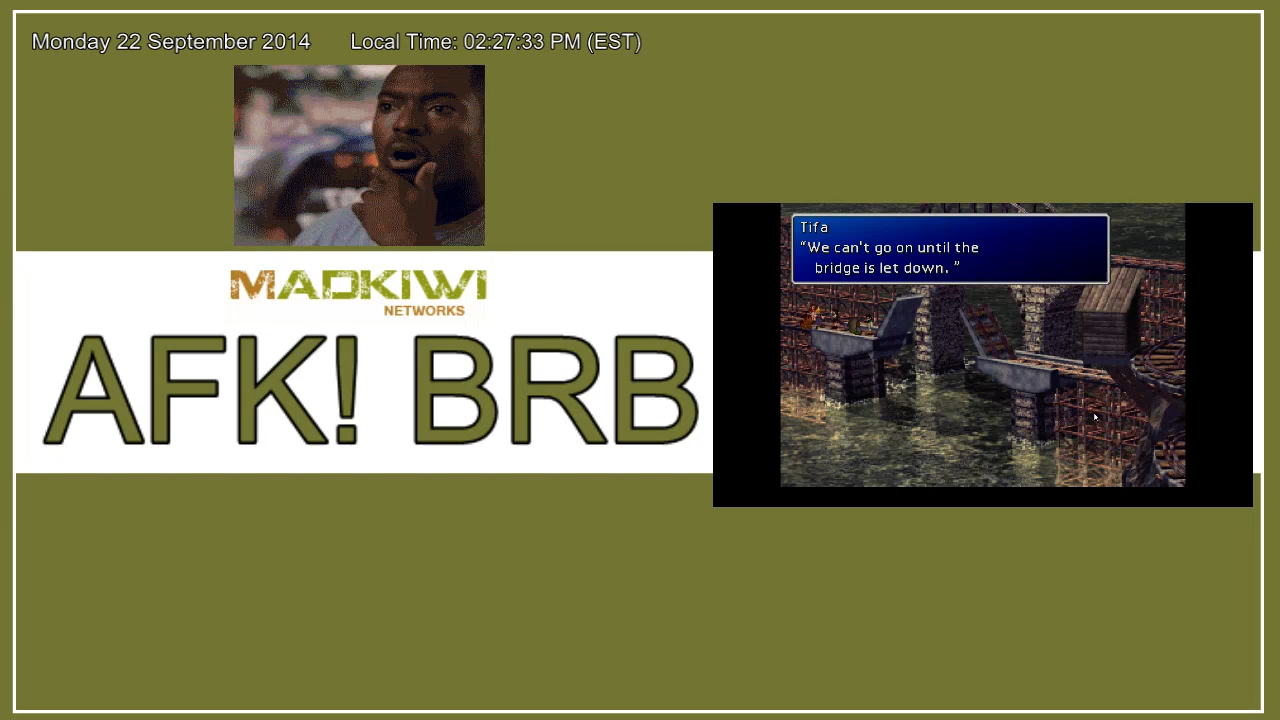 Monday 22 September 2014 Local Time: 02:27:33 PM (EST)
MADKIWI
NETWORKS
AFK! BRB
Tifa
“We can't go on until the
bridge is let down. ”